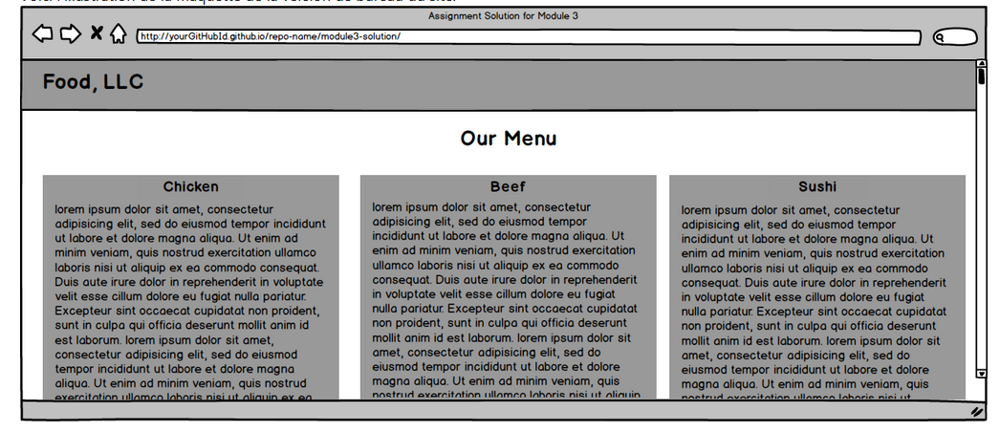 Assignment Solution for Module 3
http://yourGitHubId.github.io/repo-name/module3-solution/
Food, LLC
Our Menu
Chicken
lorem ipsum dolor sit amet, consectetur
adipisicing elit, sed do eiusmod tempor incididunt
ut labore et dolore magna aliqua. Ut enim ad
minim veniam, quis nostrud exercitation ullamco
laboris nisi ut aliquip ex ea commodo consequat.
Duis aute irure dolor in reprehenderit in voluptate
velit esse cillum dolore eu fugiat nulla pariatur.
Excepteur sint occaecat cupidatat non proident,
sunt in culpa qui officia deserunt mollit anim id
est laborum. lorem ipsum dolor sit amet,
consectetur adipisicing elit, sed do eiusmod
tempor incididunt ut labore et dolore magna
aliqua. Ut enim ad minim veniam, quis nostrud
exercitation ullamco laboris nisi ut aliquip ex ea
Beef
lorem ipsum dolor sit amet, consectetur
adipisicing elit, sed do eiusmod tempor
incididunt ut labore et dolore magna aliqua. Ut
enim ad minim veniam, quis nostrud exercitation
ullamco laboris nisi ut aliquip ex ea commodo
consequat. Duis aute irure dolor in reprehenderit
in voluptate velit esse cillum dolore eu fugiat
nulla pariatur. Excepteur sint occaecat cupidatat
non proident, sunt in culpa qui officia deserunt
mollit anim id est laborum. lorem ipsum dolor sit
amet, consectetur adipisicing elit, sed do
eiusmod tempor incididunt ut labore et dolore
magna aliqua. Ut enim ad minim veniam, quis
nostrud exercitation ullamco laboris nisi ut aliquip
Sushi
lorem ipsum dolor sit amet, consectetur
adipisicing elit, sed do eiusmod tempor
incididunt ut labore et dolore magna aliqua. Ut
enim ad minim veniam, quis nostrud exercitation
ullamco laboris nisi ut aliquip ex ea commodo
consequat. Duis aute irure dolor in reprehenderit
in voluptate velit esse cillum dolore eu fugiat
nulla pariatur. Excepteur sint occaecat cupidatat
non proident, sunt in culpa qui officia deserunt
mollit anim id est laborum. lorem ipsum dolor sit
amet, consectetur adipisicing elit, sed do
eiusmod tempor incididunt ut labore et dolore
magna aliqua. Ut enim ad minim veniam, quis
nostrud exercitation ullamco laboris nisi ut